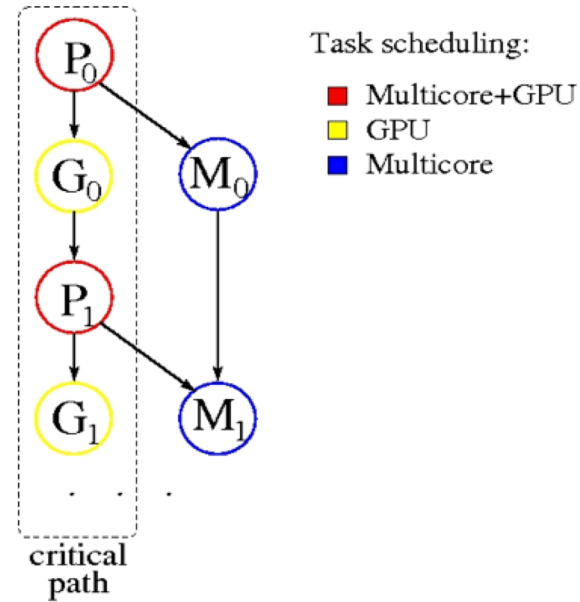 P0
Task scheduling:
Multicore+GPU
GPU
Multicore
G0
M0
P1
G1
M1
. . .
critical
path